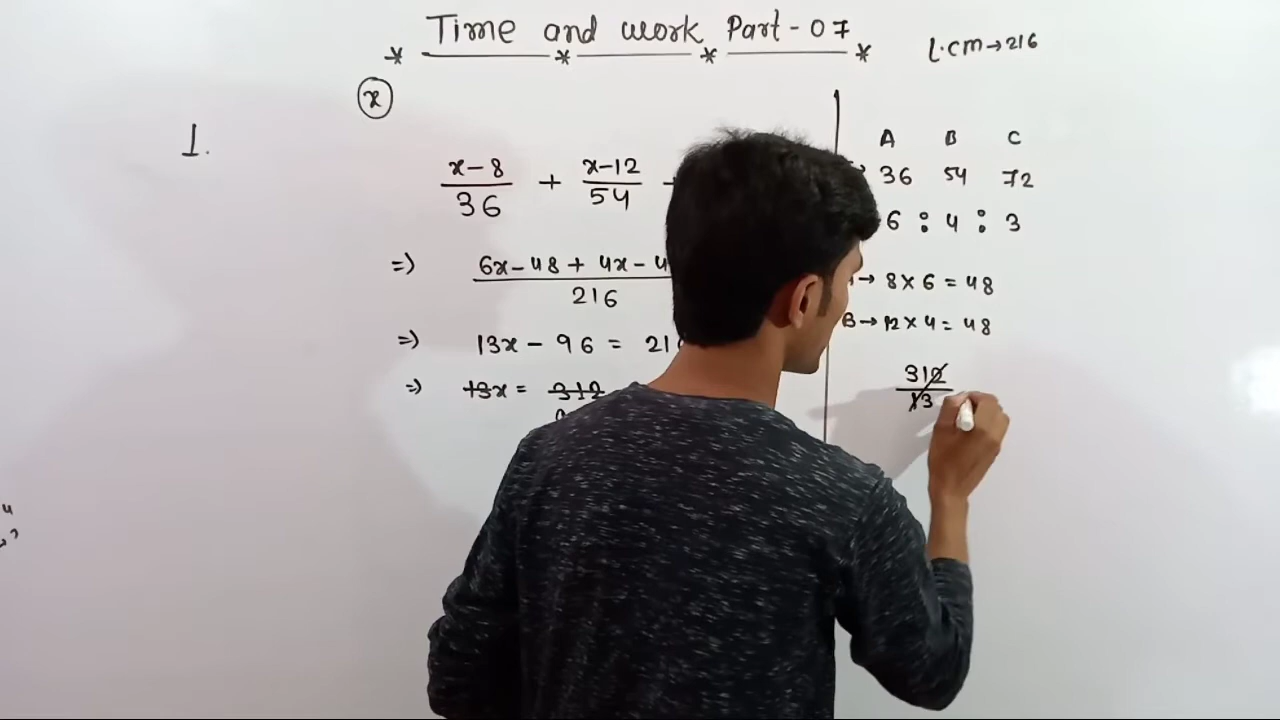 Time and work Part-07
L.CM→216
x
1.
x-8/36 + x-12/54 +
=> 6x-48 + 4x-4
216
=> 13x - 96 = 21
=> 13x = 312
A B C
36 54 72
6 : 4 : 3
→ 8×6 = 48
B→12×4 = 48
312
13